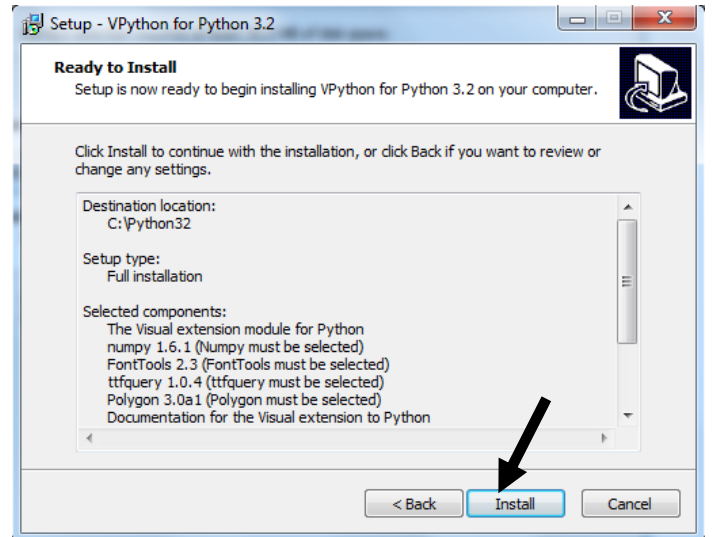 Setup - VPython for Python 3.2
Ready to Install
Setup is now ready to begin installing VPython for Python 3.2 on your computer.
Click Install to continue with the installation, or click Back if you want to review or
change any settings.
Destination location:
C:\Python32
Setup type:
Full installation
Selected components:
The Visual extension module for Python
numpy 1.6.1 (Numpy must be selected)
FontTools 2.3 (FontTools must be selected)
ttfquery 1.0.4 (ttfquery must be selected)
Polygon 3.0a1 (Polygon must be selected)
Documentation for the Visual extension to Python
< Back Install Cancel